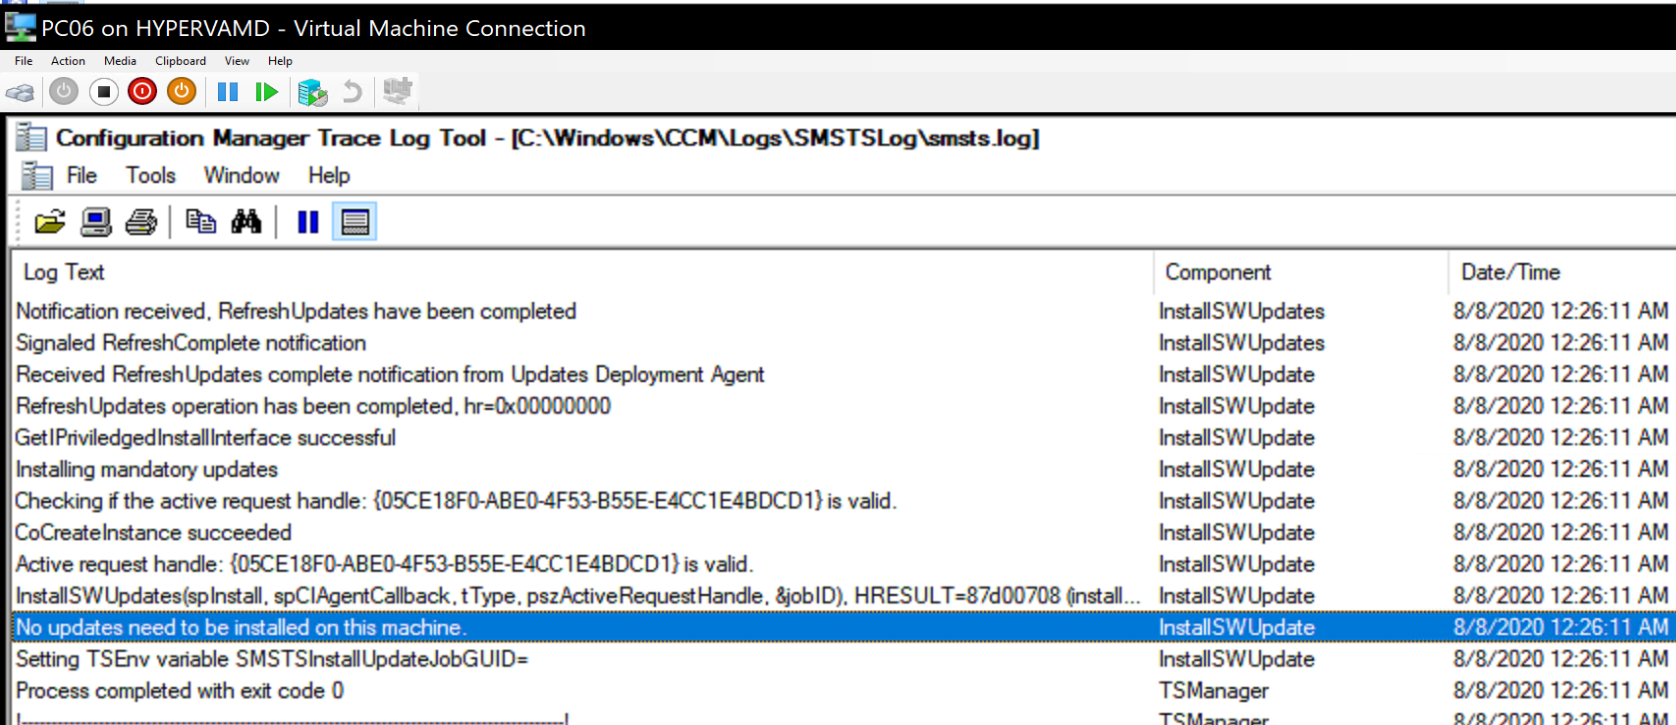 PC06 on HYPERVAMD - Virtual Machine Connection
File Action Media Clipboard View Help
Configuration Manager Trace Log Tool - [C:\Windows\CCM\Logs\SMSTSLog\smsts.log]
File Tools Window Help
Log Text Component Date/Time
Notification received, RefreshUpdates have been completed InstallSWUpdates 8/8/2020 12:26:11 AM
Signaled RefreshComplete notification InstallSWUpdates 8/8/2020 12:26:11 AM
Received RefreshUpdates complete notification from Updates Deployment Agent InstallSWUpdate 8/8/2020 12:26:11 AM
RefreshUpdates operation has been completed, hr=0x00000000 InstallSWUpdate 8/8/2020 12:26:11 AM
GetIPriviledgedInstallInterface successful InstallSWUpdate 8/8/2020 12:26:11 AM
Installing mandatory updates InstallSWUpdate 8/8/2020 12:26:11 AM
Checking if the active request handle: {05CE18F0-ABE0-4F53-B55E-E4CC1E4BDCD1} is valid. InstallSWUpdate 8/8/2020 12:26:11 AM
CoCreateInstance succeeded InstallSWUpdate 8/8/2020 12:26:11 AM
Active request handle: {05CE18F0-ABE0-4F53-B55E-E4CC1E4BDCD1} is valid. InstallSWUpdate 8/8/2020 12:26:11 AM
InstallSWUpdates(spInstall, spCIAgentCallback, tType, pszActiveRequestHandle, &jobID), HRESULT=87d00708 (install... InstallSWUpdate 8/8/2020 12:26:11 AM
No updates need to be installed on this machine. InstallSWUpdate 8/8/2020 12:26:11 AM
Setting TSEnv variable SMSTSInstallUpdateJobGUID= InstallSWUpdate 8/8/2020 12:26:11 AM
Process completed with exit code 0 TSManager 8/8/2020 12:26:11 AM
!--------------------------------------------------------------------------------------------! TSManager 8/8/2020 12:26:11 AM